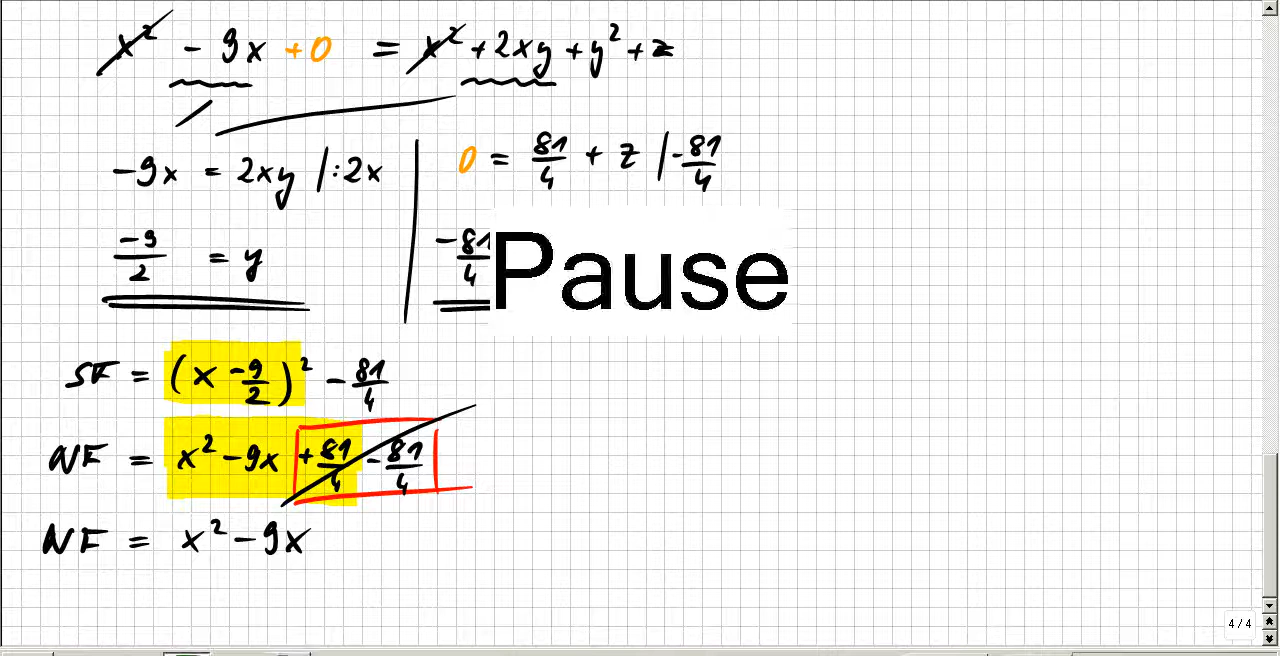 x² - 9x + 0 = x² + 2xy + y² + z
-9x = 2xy |:2x
0 = 81/4 + z |-81/4
-9/2 = y
-81/4
Pause
SF = (x -9/2)² - 81/4
NF = x² - 9x + 81/4 - 81/4
NF = x² - 9x
4/4